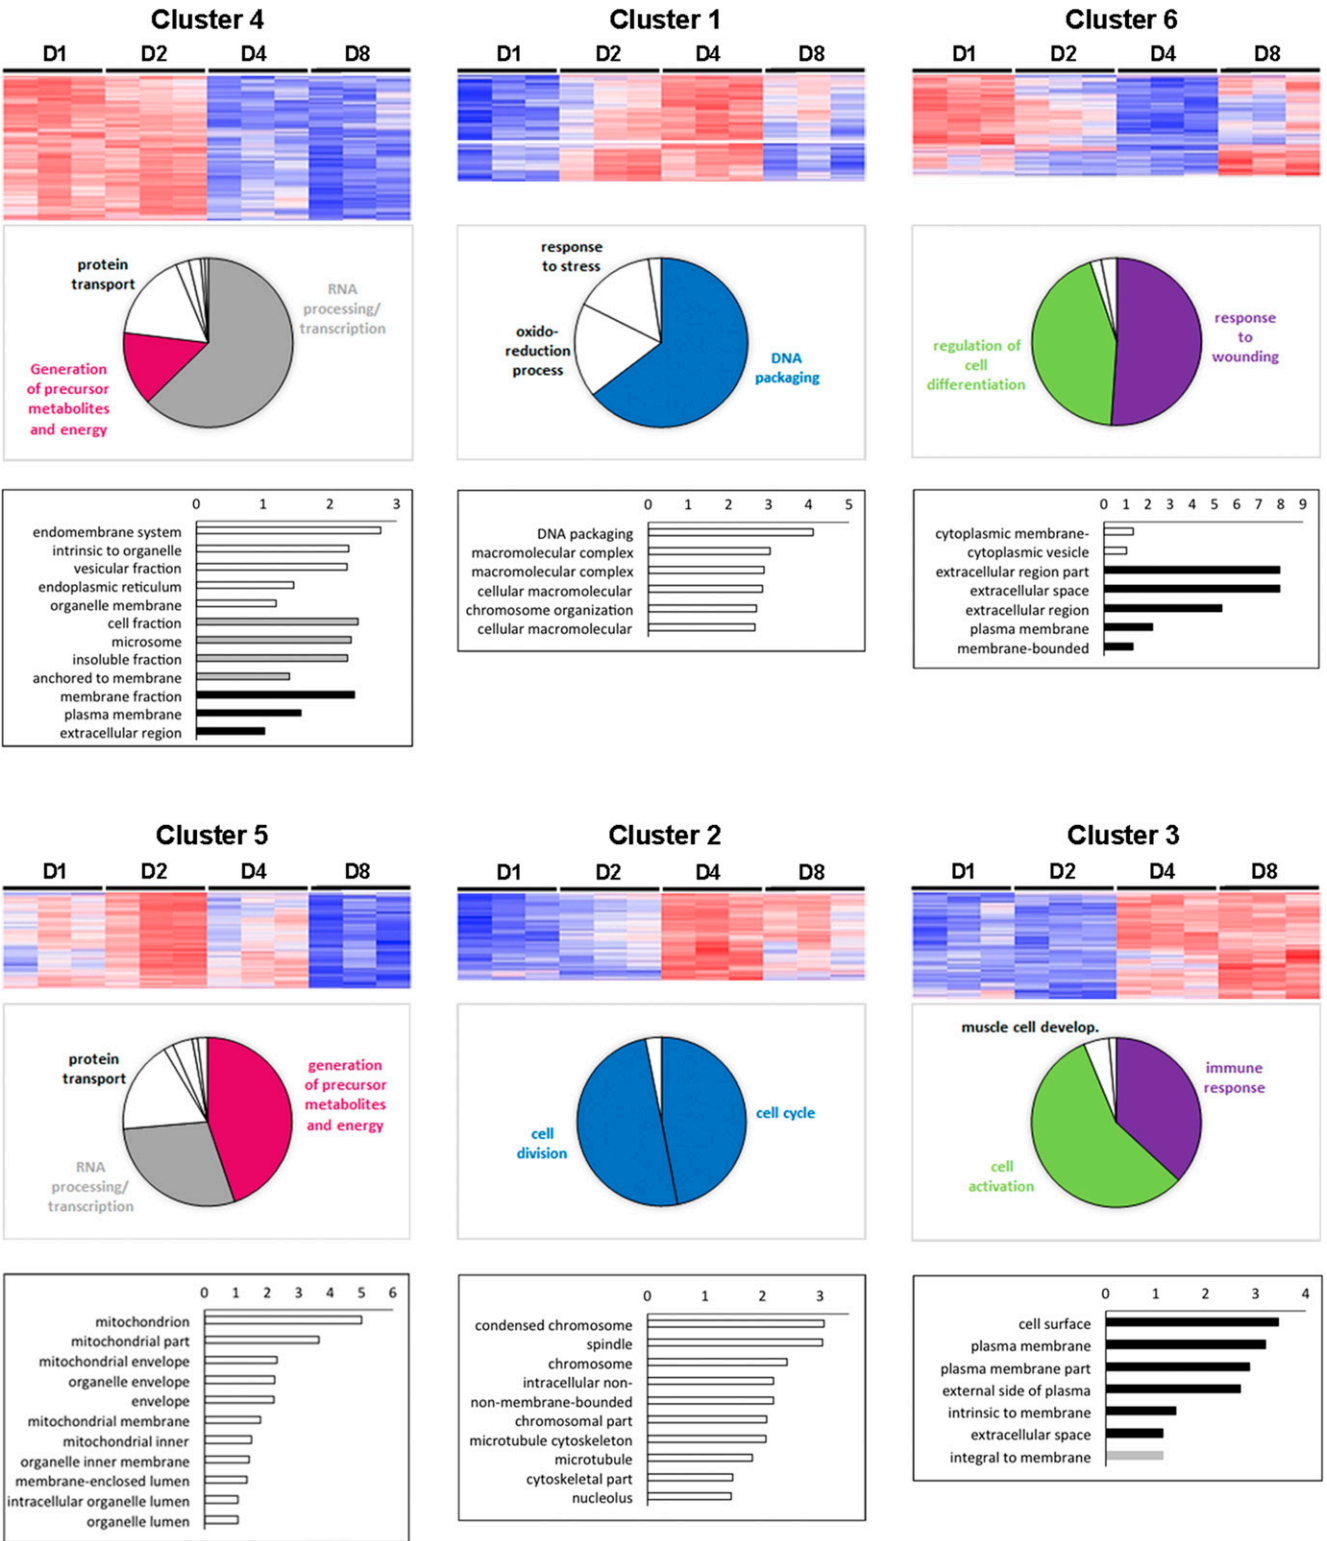 Cluster 4
D1 D2 D4 D8
protein
transport
RNA
processing/
transcription
Generation
of precursor
metabolites
and energy
0 1 2 3
endomembrane system
intrinsic to organelle
vesicular fraction
endoplasmic reticulum
organelle membrane
cell fraction
microsome
insoluble fraction
anchored to membrane
membrane fraction
plasma membrane
extracellular region
Cluster 1
D1 D2 D4 D8
response
to stress
oxido-
reduction
process
DNA
packaging
0 1 2 3 4 5
DNA packaging
macromolecular complex
macromolecular complex
cellular macromolecular
chromosome organization
cellular macromolecular
Cluster 6
D1 D2 D4 D8
regulation of
cell
differentiation
response
to
wounding
0 1 2 3 4 5 6 7 8 9
cytoplasmic membrane-
cytoplasmic vesicle
extracellular region part
extracellular space
extracellular region
plasma membrane
membrane-bounded
Cluster 5
D1 D2 D4 D8
protein
transport
generation
of precursor
metabolites
and energy
RNA
processing/
transcription
0 1 2 3 4 5 6
mitochondrion
mitochondrial part
mitochondrial envelope
organelle envelope
envelope
mitochondrial membrane
mitochondrial inner
organelle inner membrane
membrane-enclosed lumen
intracellular organelle lumen
organelle lumen
Cluster 2
D1 D2 D4 D8
cell cycle
cell
division
0 1 2 3
condensed chromosome
spindle
chromosome
intracellular non-
non-membrane-bounded
chromosomal part
microtubule cytoskeleton
microtubule
cytoskeletal part
nucleolus
Cluster 3
D1 D2 D4 D8
muscle cell develop.
immune
response
cell
activation
0 1 2 3 4
cell surface
plasma membrane
plasma membrane part
external side of plasma
intrinsic to membrane
extracellular space
integral to membrane